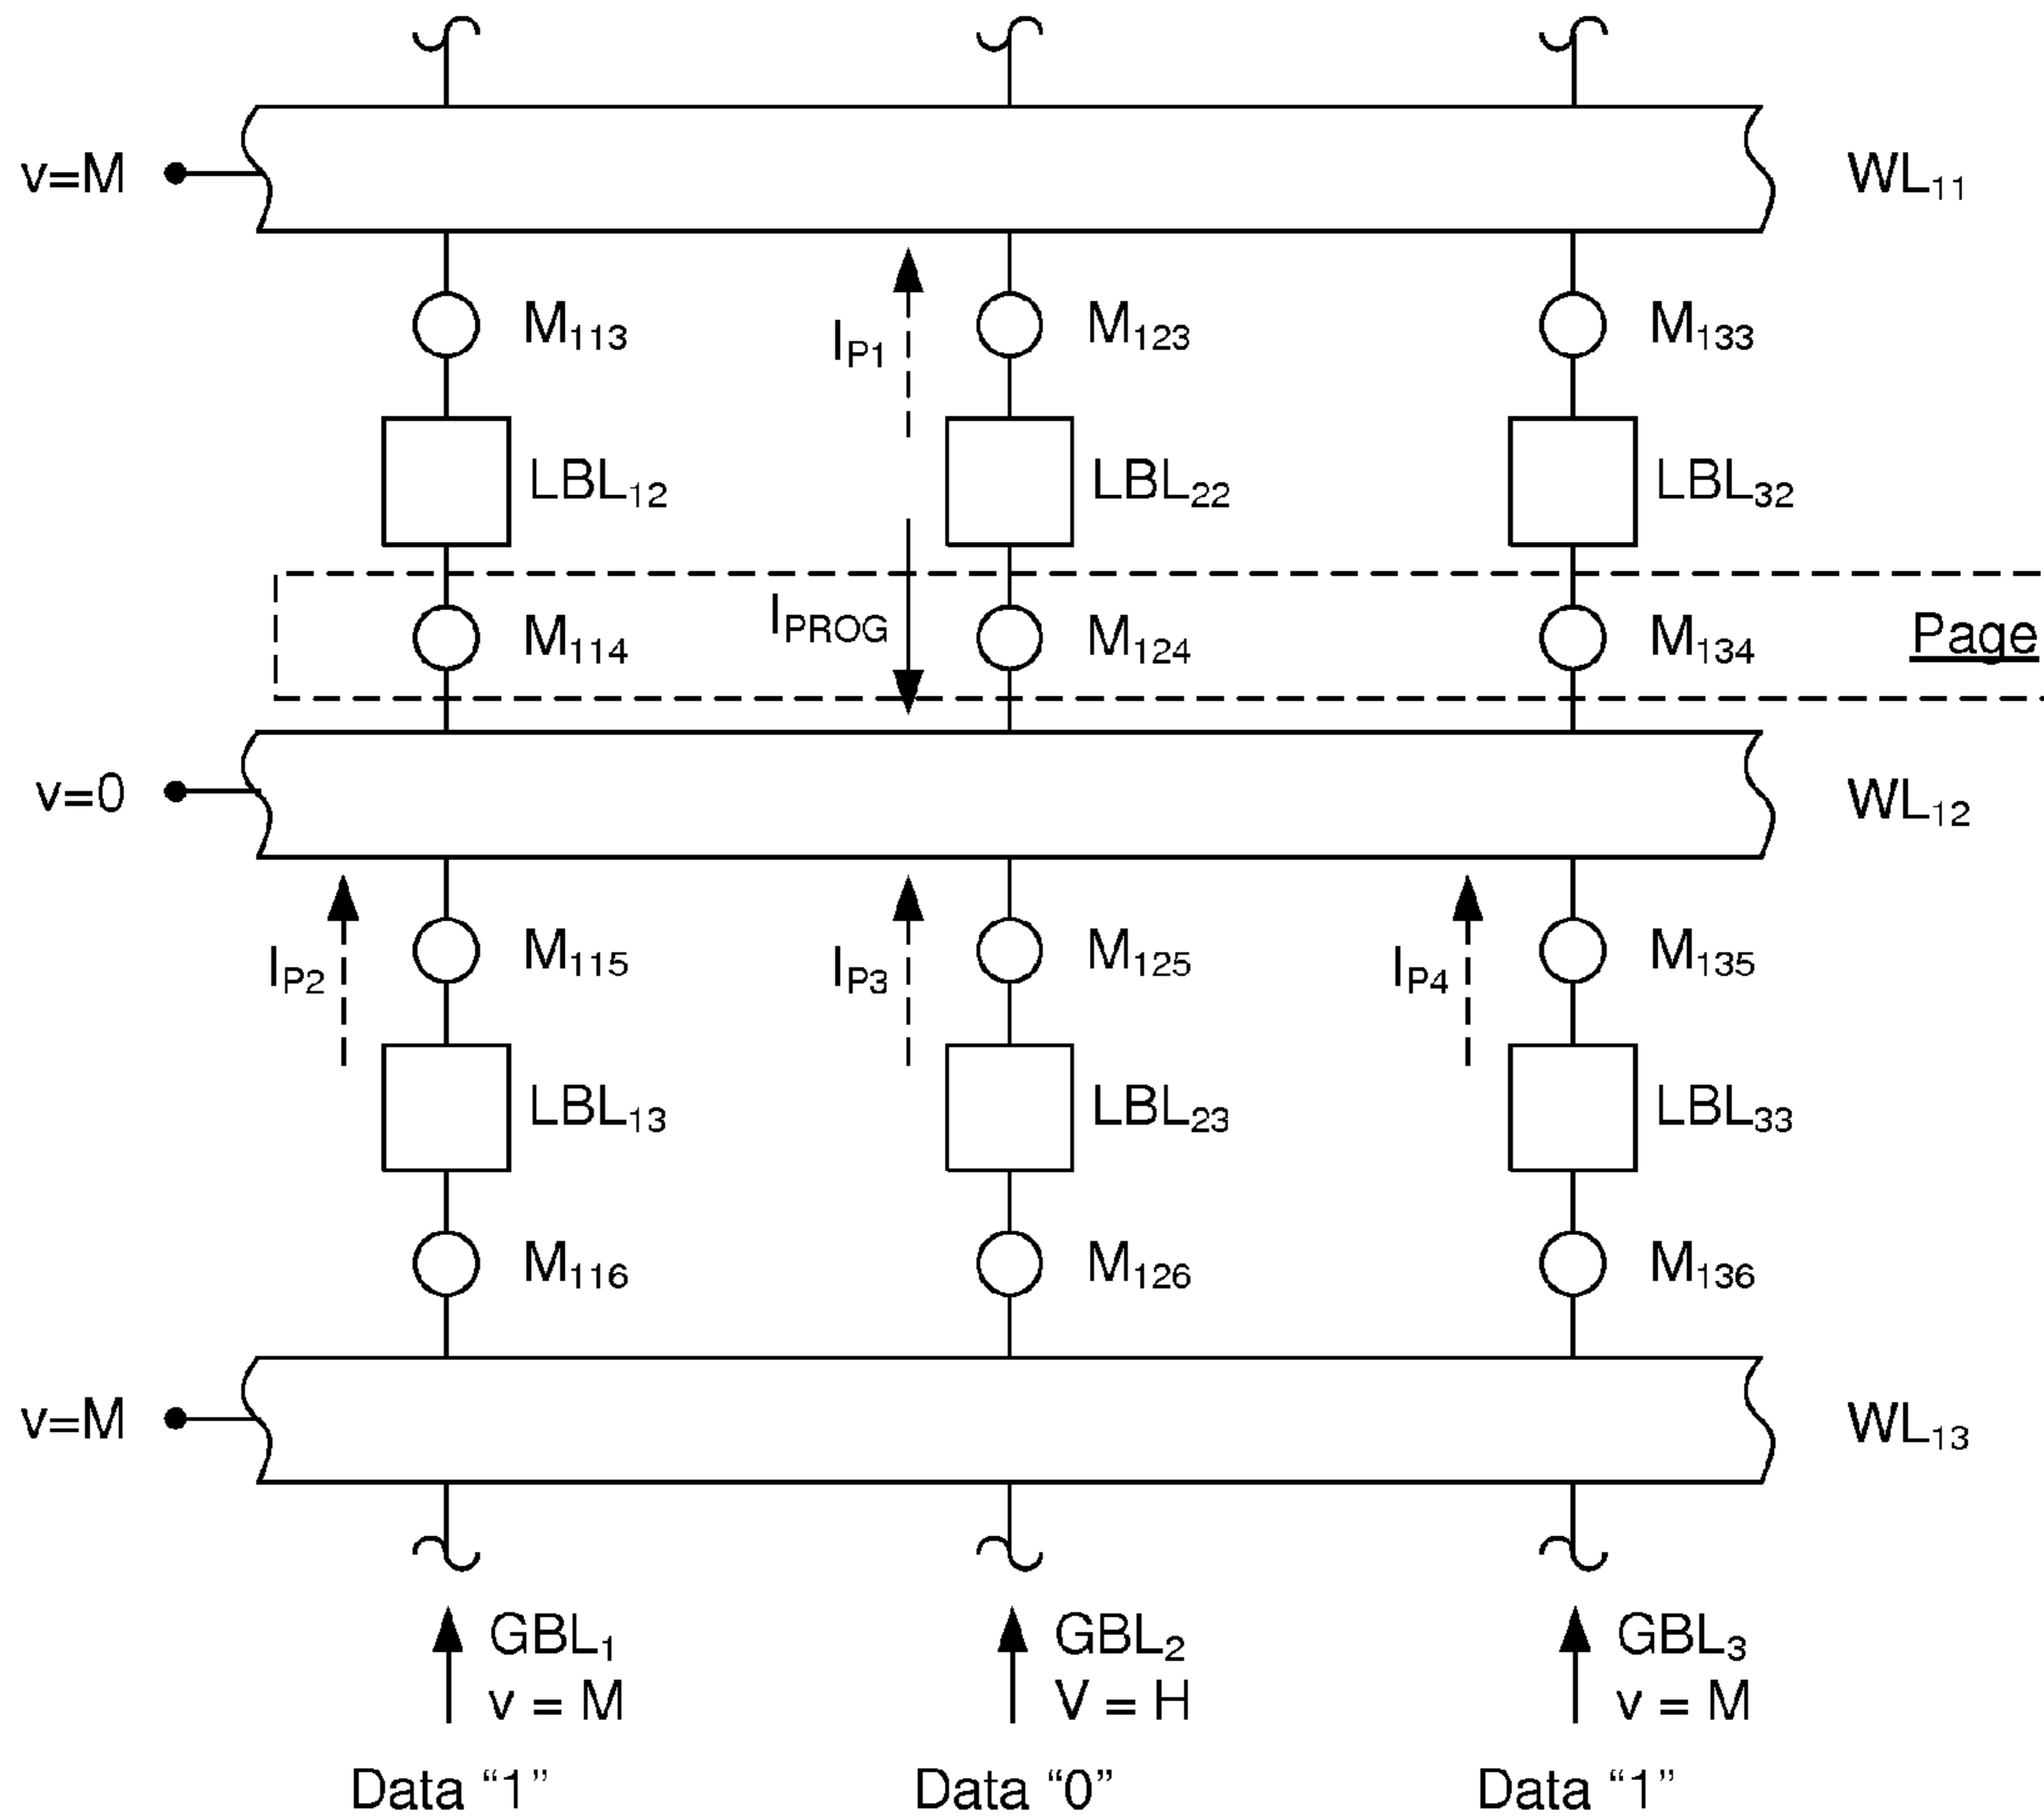 v=M WL11
M113 IP1 M123 M133
LBL12 LBL22 LBL32
M114 IPROG M124 M134 Page
v=0 WL12
IP2 M115 IP3 M125 IP4 M135
LBL13 LBL23 LBL33
M116 M126 M136
v=M WL13
GBL1 GBL2 GBL3
v = M V = H v = M
Data “1” Data “0” Data “1”